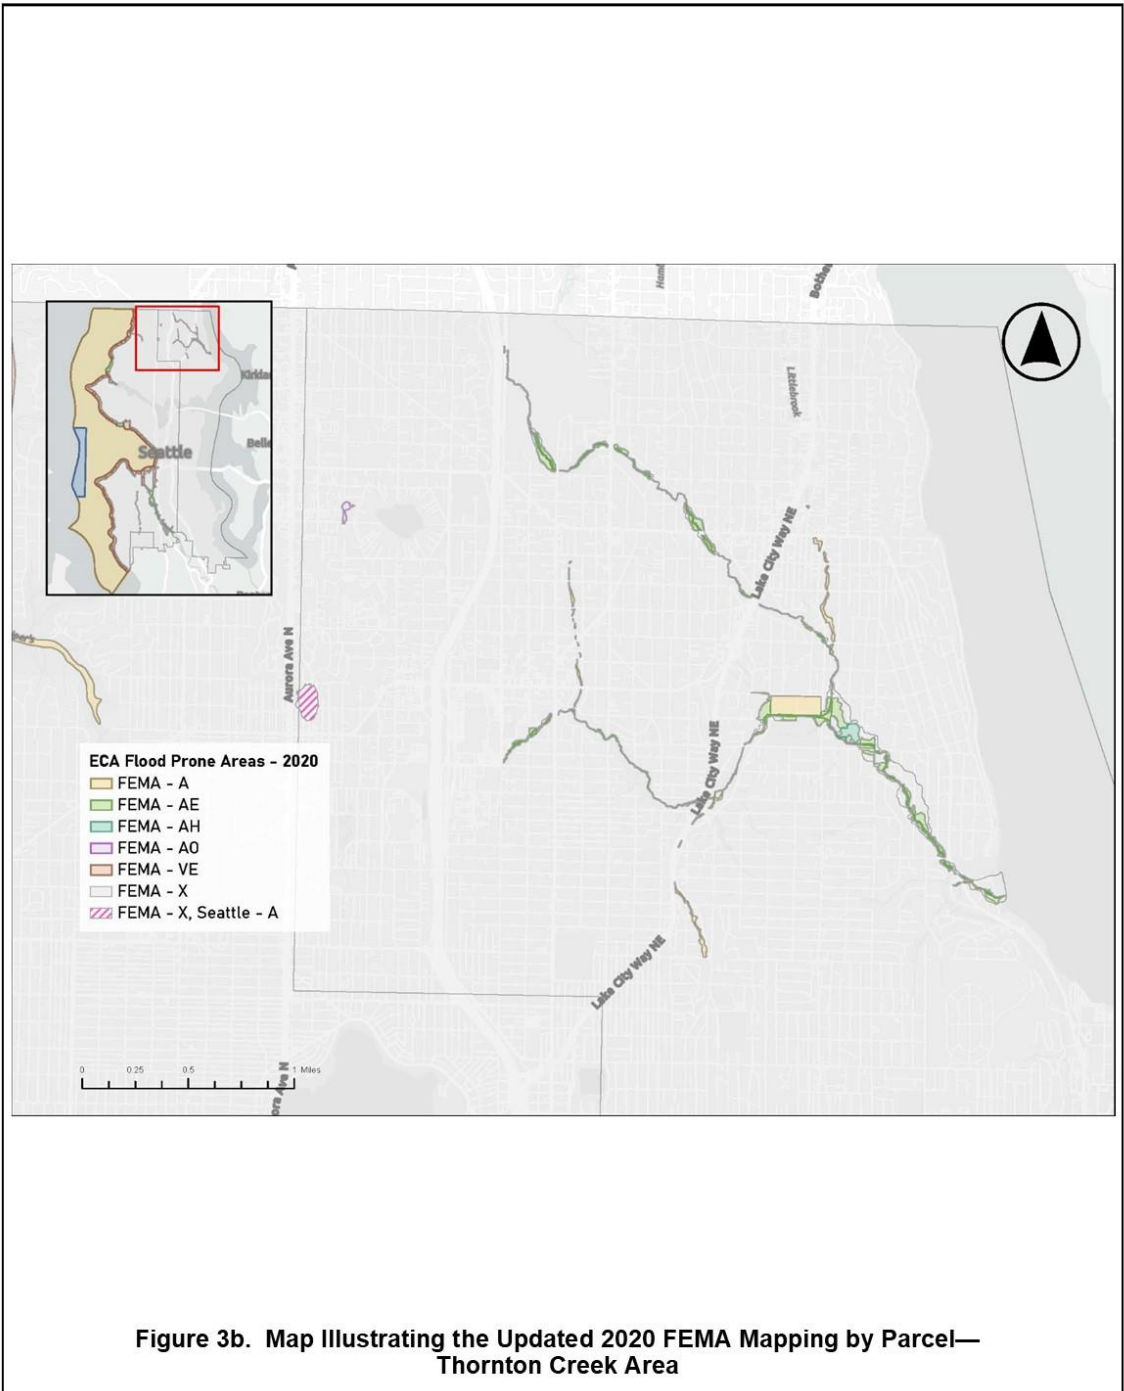 Haml
Bothe
Kirklan
Belle
Seattle
Littlebrook
Lake City Way NE
Aurora Ave N
Lake City Way NE
ECA Flood Prone Areas - 2020
FEMA - A
FEMA - AE
FEMA - AH
FEMA - AO
FEMA - VE
FEMA - X
FEMA - X, Seattle - A
Lake City Way NE
0 0.25 0.5 1 Miles
ora Ave N
Figure 3b. Map Illustrating the Updated 2020 FEMA Mapping by Parcel—
Thornton Creek Area